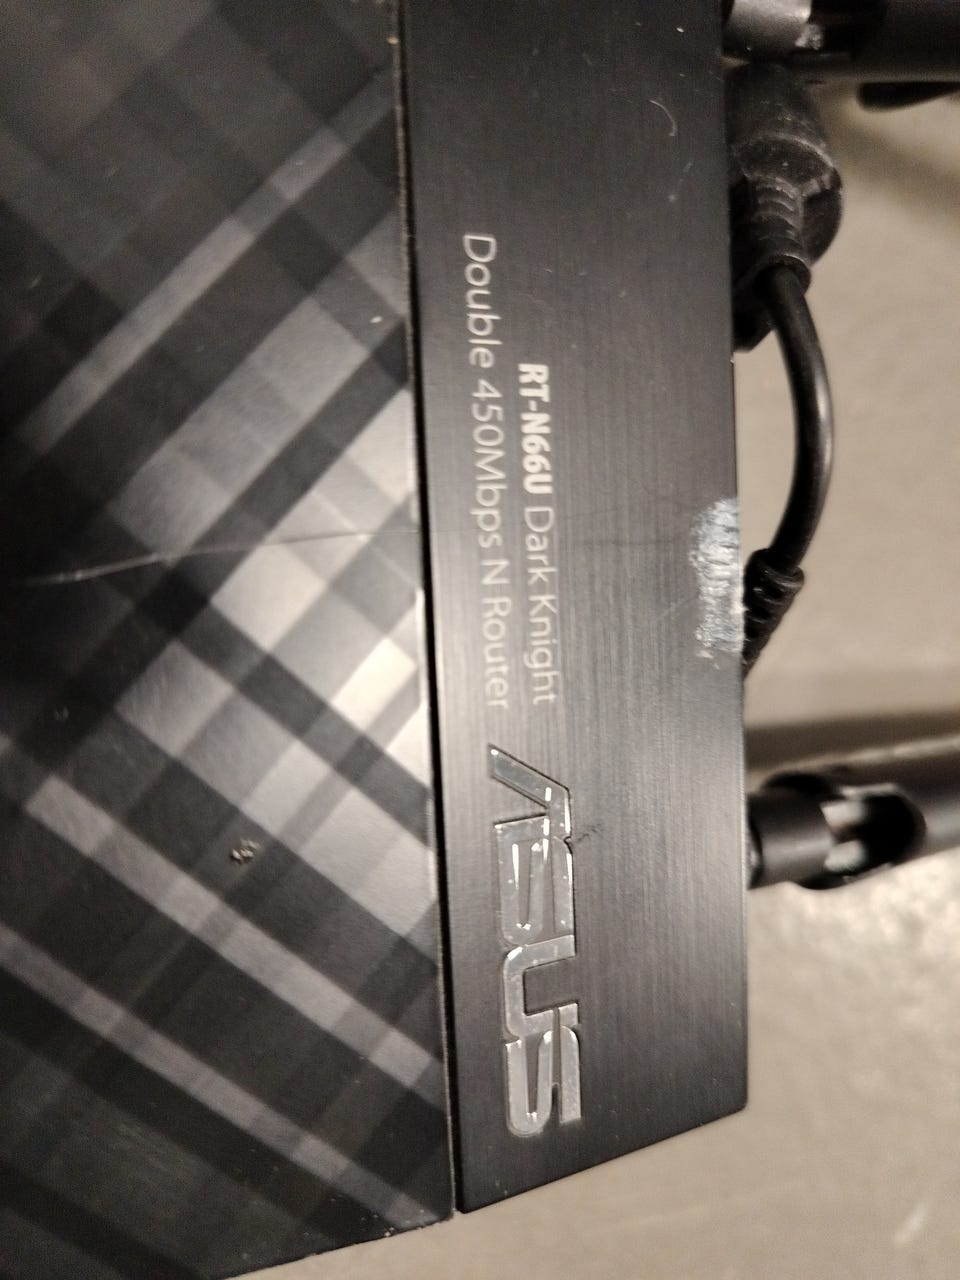 RT-N66U Dark Knight
Double 450Mbps N Router
ASUS